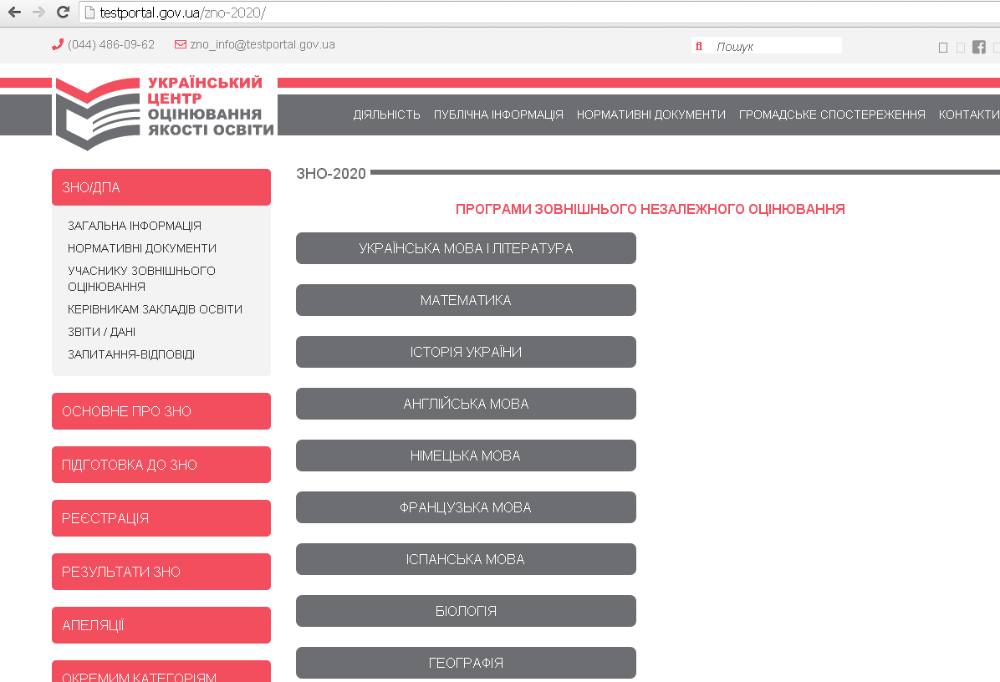 testportal.gov.ua/zno-2020/
(044) 486-09-62
zno_info@testportal.gov.ua
Пошук
УКРАЇНСЬКИЙ
ЦЕНТР
ОЦІНЮВАННЯ
ЯКОСТІ ОСВІТИ
ДІЯЛЬНІСТЬ
ПУБЛІЧНА ІНФОРМАЦІЯ
НОРМАТИВНІ ДОКУМЕНТИ
ГРОМАДСЬКЕ СПОСТЕРЕЖЕННЯ
КОНТАКТИ
ЗНО/ДПА
ЗАГАЛЬНА ІНФОРМАЦІЯ
НОРМАТИВНІ ДОКУМЕНТИ
УЧАСНИКУ ЗОВНІШНЬОГО
ОЦІНЮВАННЯ
КЕРІВНИКАМ ЗАКЛАДІВ ОСВІТИ
ЗВІТИ / ДАНІ
ЗАПИТАННЯ-ВІДПОВІДІ
ОСНОВНЕ ПРО ЗНО
ПІДГОТОВКА ДО ЗНО
РЕЄСТРАЦІЯ
РЕЗУЛЬТАТИ ЗНО
АПЕЛЯЦІЇ
ОКРЕМИМ КАТЕГОРІЯМ
ЗНО-2020
ПРОГРАМИ ЗОВНІШНЬОГО НЕЗАЛЕЖНОГО ОЦІНЮВАННЯ
УКРАЇНСЬКА МОВА І ЛІТЕРАТУРА
МАТЕМАТИКА
ІСТОРІЯ УКРАЇНИ
АНГЛІЙСЬКА МОВА
НІМЕЦЬКА МОВА
ФРАНЦУЗЬКА МОВА
ІСПАНСЬКА МОВА
БІОЛОГІЯ
ГЕОГРАФІЯ